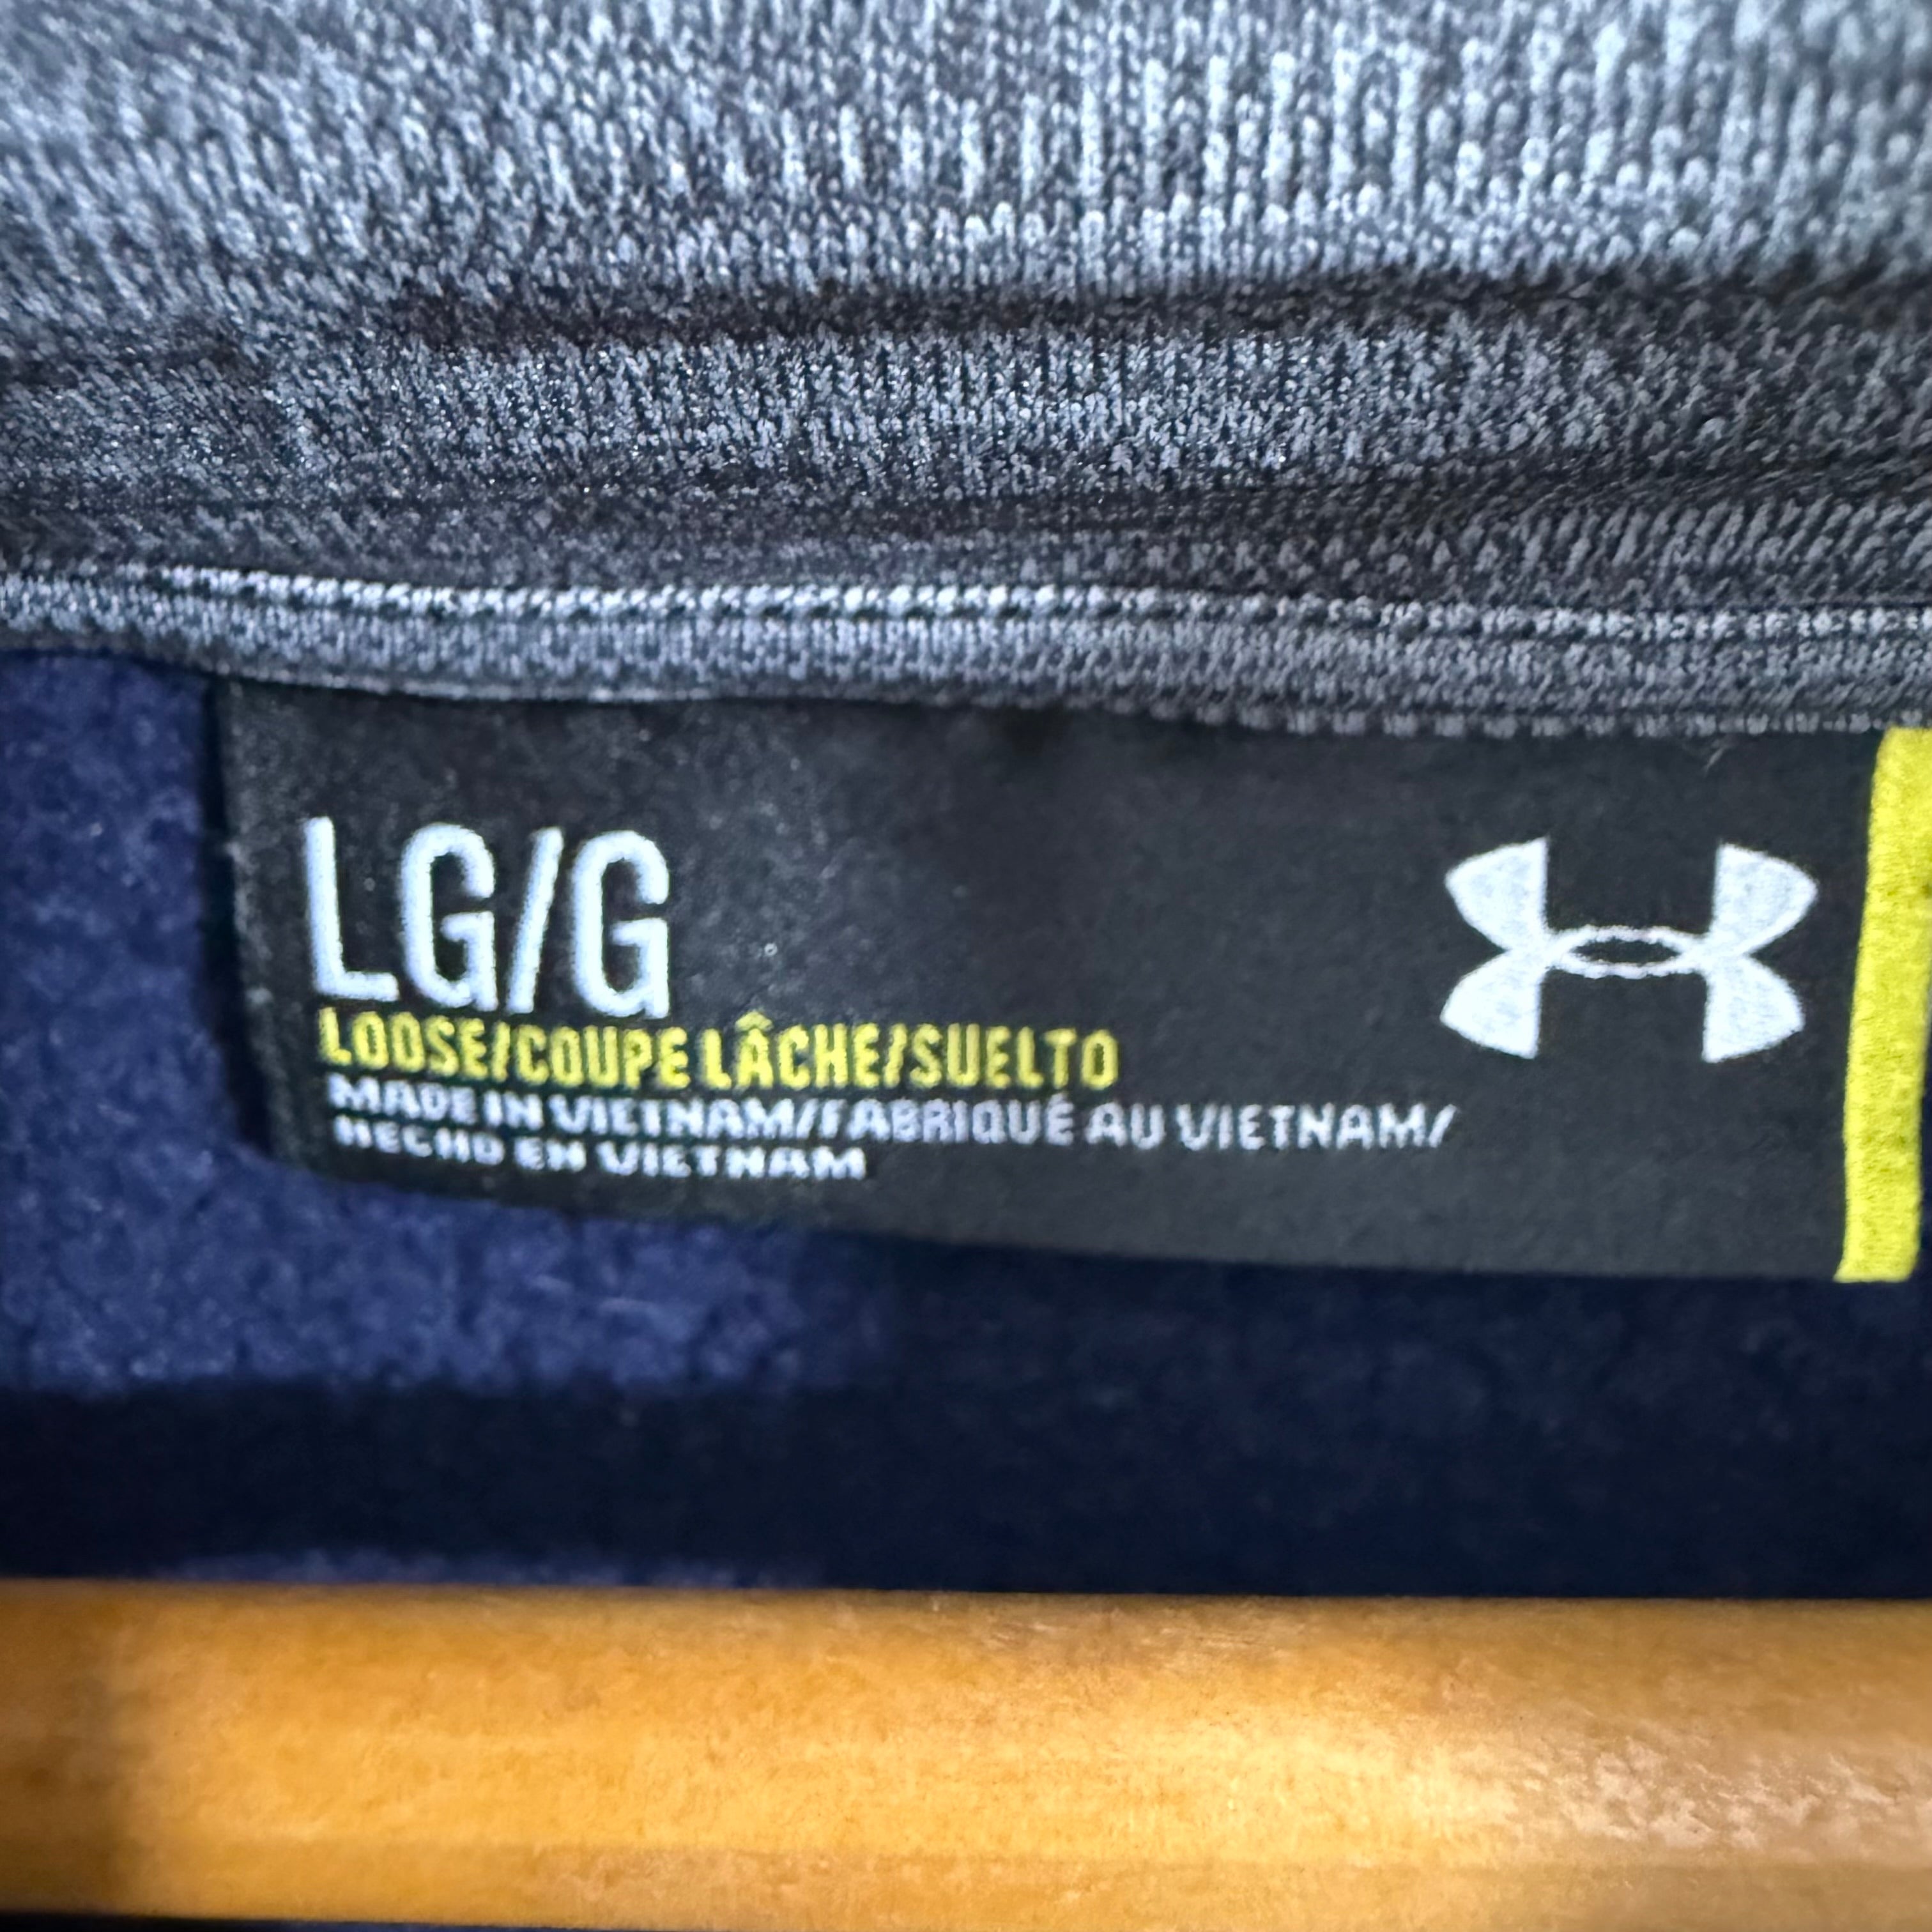 LG/G
LOOSE/COUPE LÂCHE/SUELTO
MADE IN VIETNAM/FABRIQUÉ AU VIETNAM/
HECHO EN VIETNAM